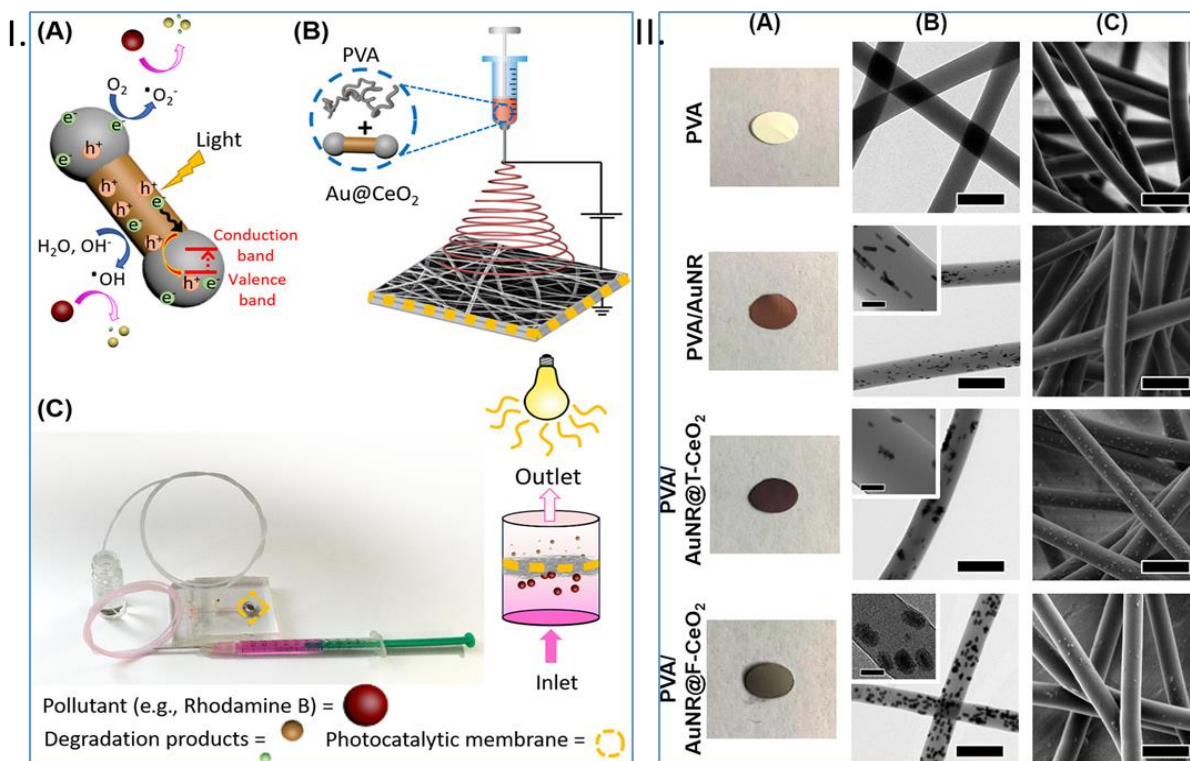 I.
(A)
O₂
•O₂⁻
e⁻
e⁻
h⁺
e⁻
Light
h⁺
h⁺
h⁺
e⁻
h⁺
e⁻
h⁺
H₂O, OH⁻
•OH
Conduction
band
Valence
band
h⁺
e⁻
e⁻
(B)
PVA
+
Au@CeO₂
(C)
Outlet
Inlet
Pollutant (e.g., Rhodamine B) =
Degradation products =
Photocatalytic membrane =
II.
(A)
(B)
(C)
PVA
PVA/AuNR
PVA/
AuNR@T-CeO₂
PVA/
AuNR@F-CeO₂